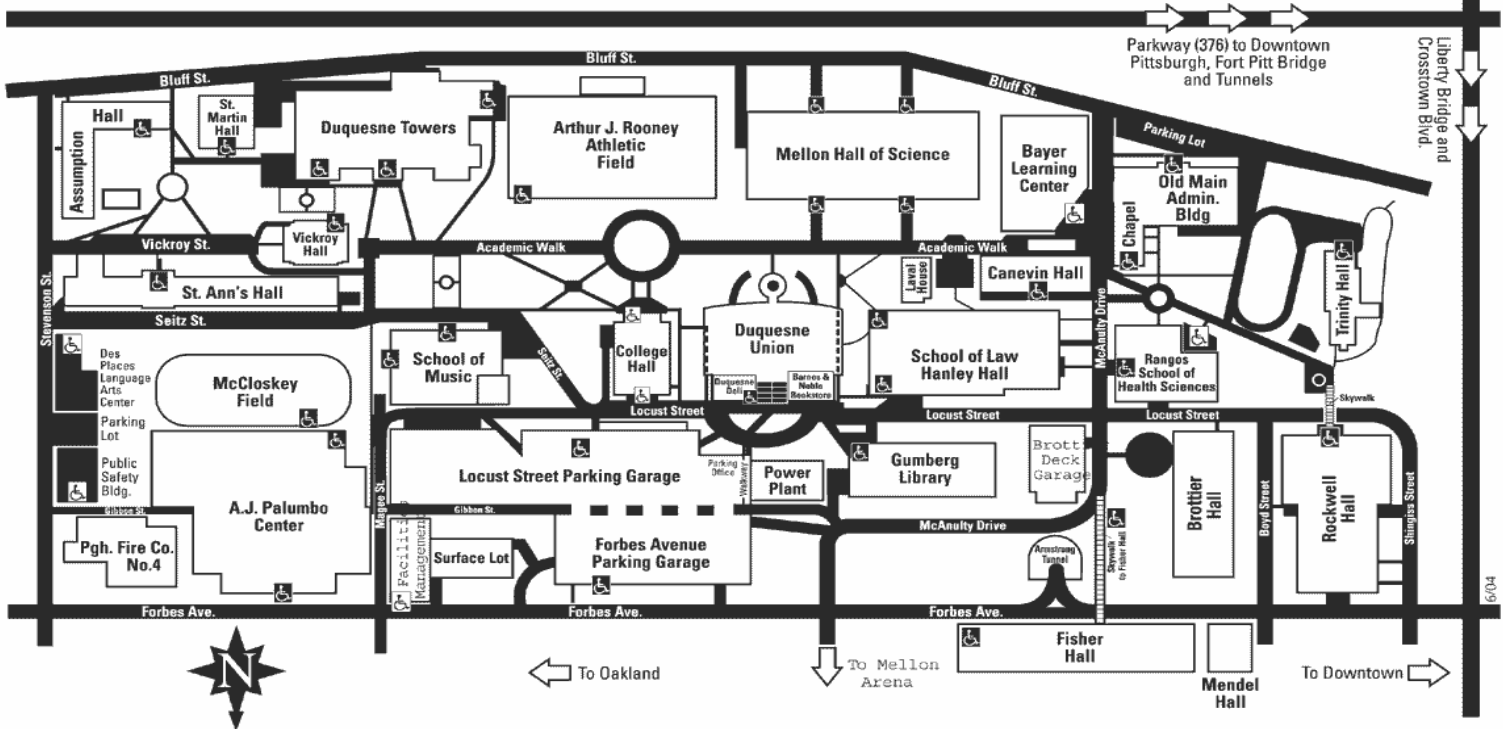 Parkway (376) to Downtown
Pittsburgh, Fort Pitt Bridge
and Tunnels
Liberty Bridge and
Crosstown Blvd.
Bluff St.
Bluff St.
Bluff St.
Parking Lot
Hall
Assumption
St.
Martin
Hall
Duquesne Towers
Arthur J. Rooney
Athletic
Field
Mellon Hall of Science
Bayer
Learning
Center
Old Main
Admin.
Bldg
Chapel
Vickroy
Hall
Vickroy St.
Academic Walk
Academic Walk
Stevenson St.
St. Ann's Hall
Laval
House
Canevin Hall
Trinity Hall
Seitz St.
Des
Places
Language
Arts
Center
McCloskey
Field
School of
Music
Seitz St.
College
Hall
Duquesne
Union
Duquesne
Deli
Barnes &
Noble
Bookstore
School of Law
Hanley Hall
McAnulty Drive
Rangos
School of
Health Sciences
Skywalk
Locust Street
Locust Street
Locust Street
Parking
Lot
Public
Safety
Bldg.
Gibbon St.
A.J. Palumbo
Center
Magee St.
Locust Street Parking Garage
Parking
Office
Walkway
Power
Plant
Gumberg
Library
Brotti
Deck
Garage
Brottier
Hall
Boyd Street
Rockwell
Hall
Shingiss Street
Gibbon St.
McAnulty Drive
Pgh. Fire Co.
No.4
Facilities
Management
Surface Lot
Forbes Avenue
Parking Garage
Armstrong
Tunnel
Skywalk
to Fisher Hall
6/04
Forbes Ave.
Forbes Ave.
Forbes Ave.
Fisher
Hall
Mendel
Hall
N
To Oakland
To Mellon
Arena
To Downtown